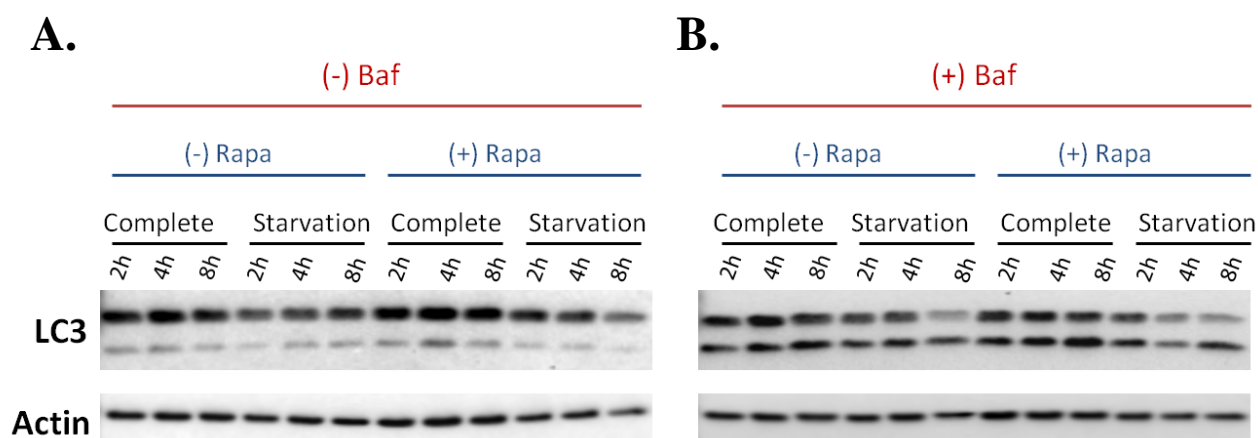 A.
(-) Baf
(-) Rapa (+) Rapa
Complete Starvation Complete Starvation
2h 4h 8h 2h 4h 8h 2h 4h 8h 2h 4h 8h
LC3
Actin
B.
(+) Baf
(-) Rapa (+) Rapa
Complete Starvation Complete Starvation
2h 4h 8h 2h 4h 8h 2h 4h 8h 2h 4h 8h